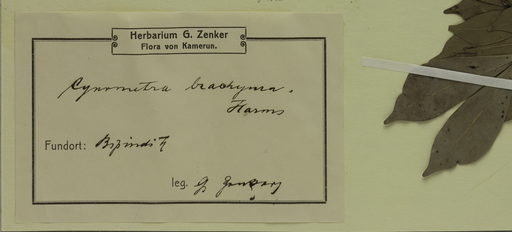 Herbarium G. Zenker
Flora von Kamerun.
Cynometra brachyura.
Harms
Fundort: Bipindi
leg. G Zenker